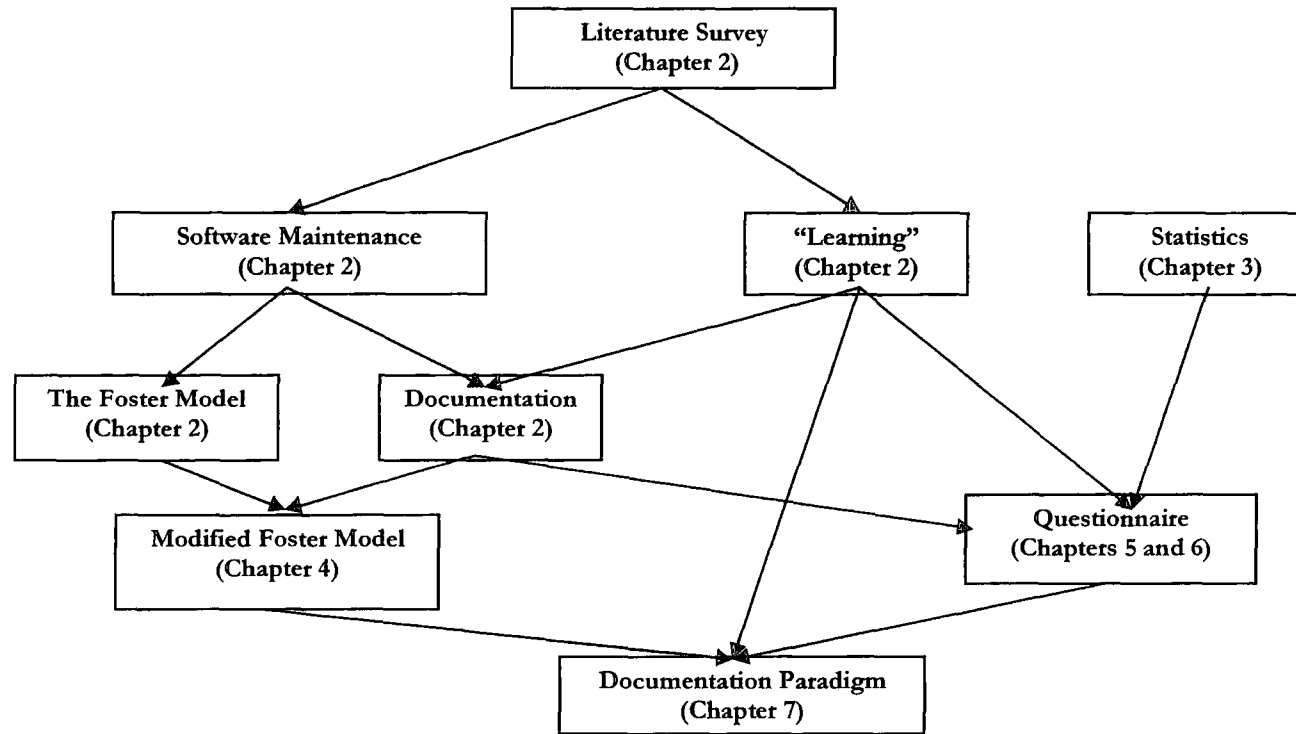 Literature Survey
(Chapter 2)
Software Maintenance
(Chapter 2)
“Learning”
(Chapter 2)
Statistics
(Chapter 3)
The Foster Model
(Chapter 2)
Documentation
(Chapter 2)
Modified Foster Model
(Chapter 4)
Questionnaire
(Chapters 5 and 6)
Documentation Paradigm
(Chapter 7)